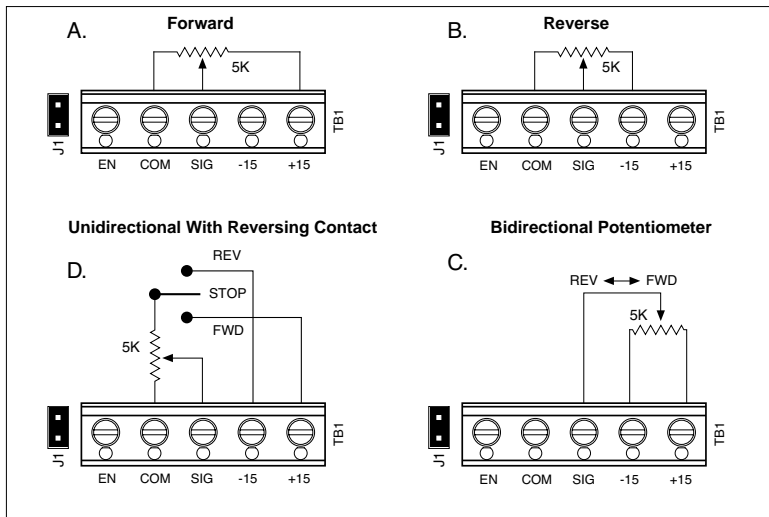 A.
Forward
5K
J1
TB1
EN COM SIG -15 +15
B.
Reverse
5K
J1
TB1
EN COM SIG -15 +15
Unidirectional With Reversing Contact
D.
REV
STOP
FWD
5K
J1
TB1
EN COM SIG -15 +15
Bidirectional Potentiometer
C.
REV FWD
5K
J1
TB1
EN COM SIG -15 +15